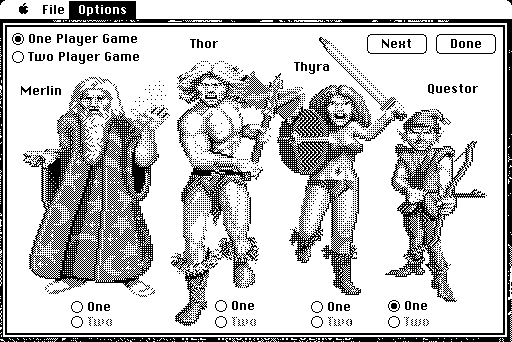 File Options
One Player Game
Two Player Game
Next
Done
Thor
Thyra
Merlin
Questor
One
Two
One
Two
One
Two
One
Two